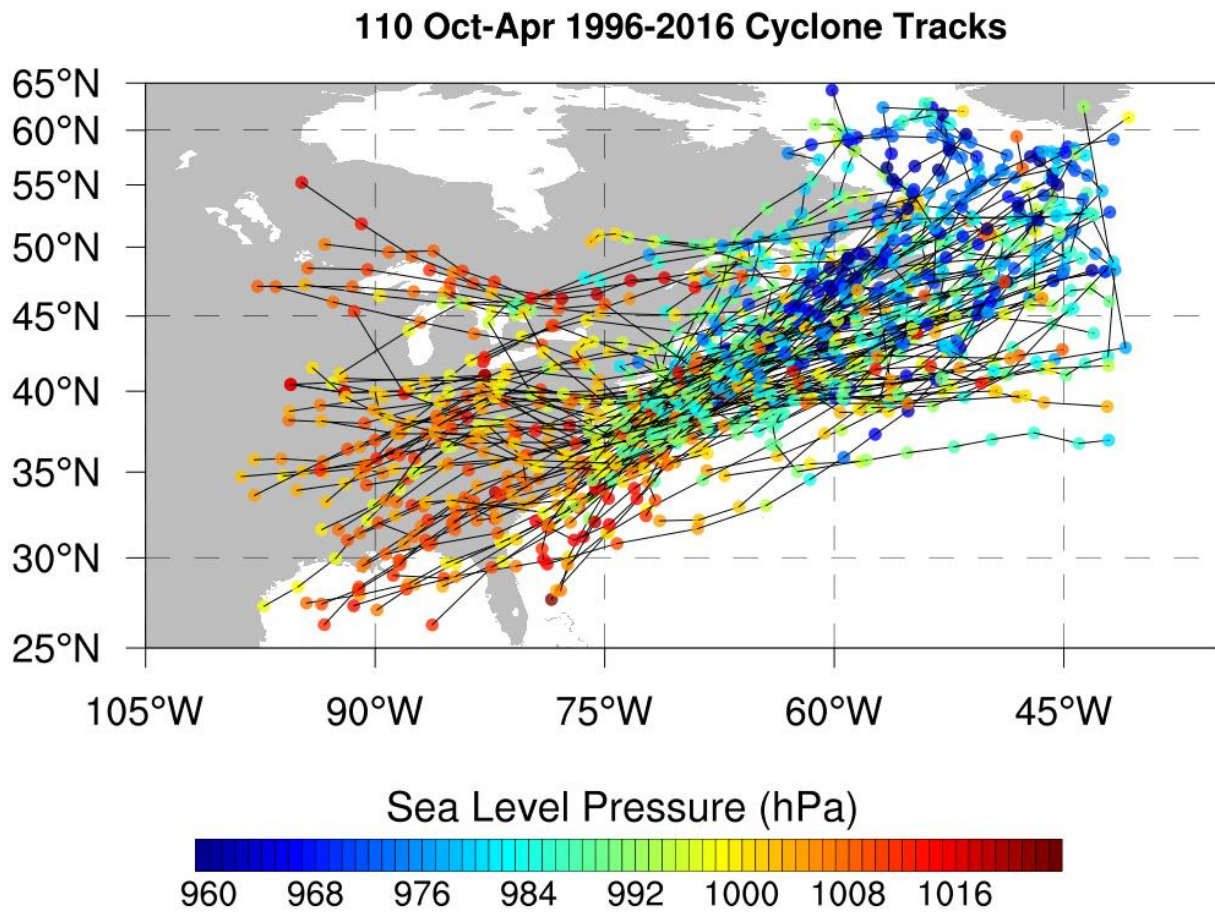 110 Oct-Apr 1996-2016 Cyclone Tracks
65°N
60°N
55°N
50°N
45°N
40°N
35°N
30°N
25°N
105°W 90°W 75°W 60°W 45°W
Sea Level Pressure (hPa)
960 968 976 984 992 1000 1008 1016